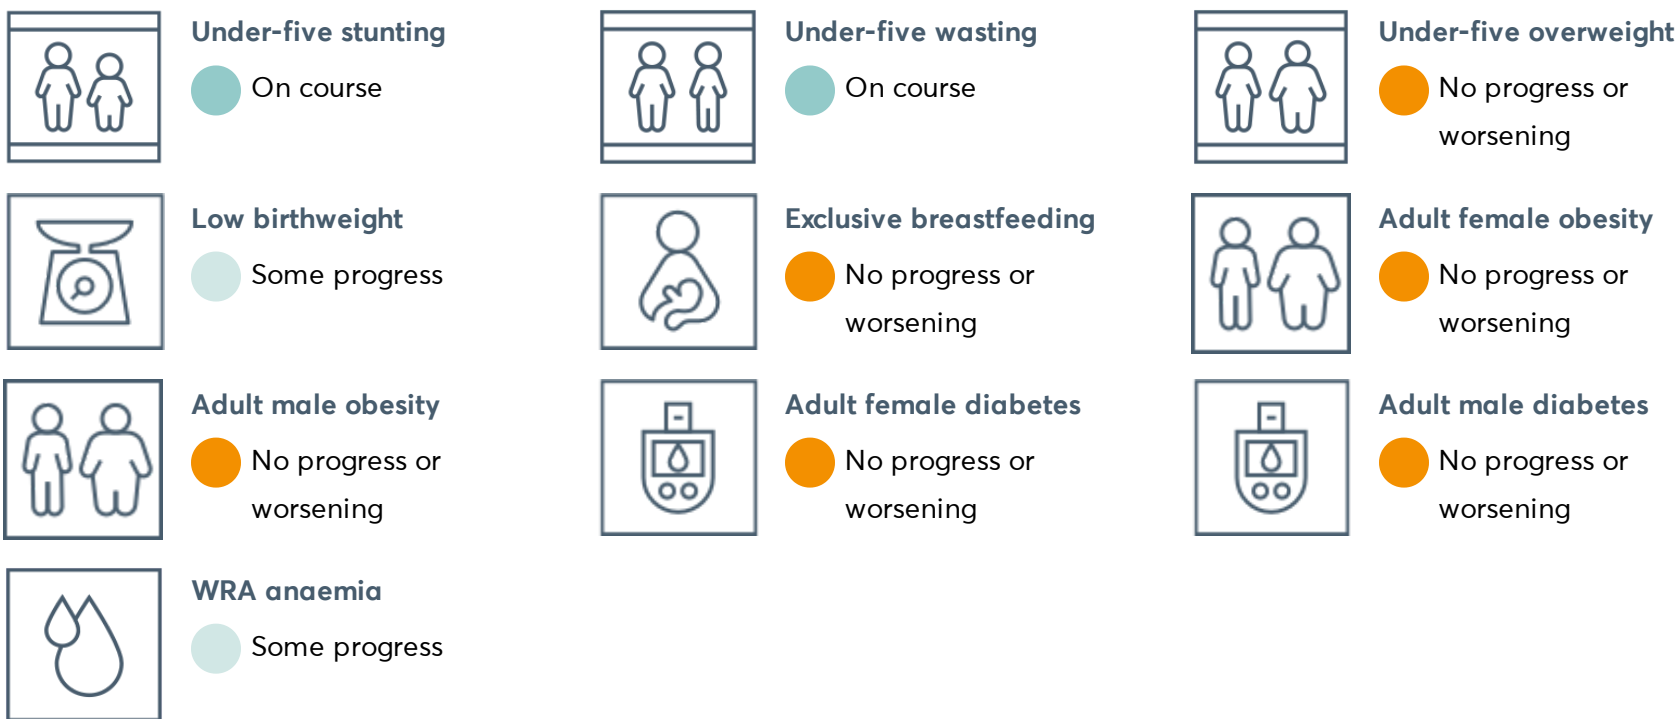 Under-five stunting
On course
Under-five wasting
On course
Under-five overweight
No progress or
worsening
Low birthweight
Some progress
Exclusive breastfeeding
No progress or
worsening
Adult female obesity
No progress or
worsening
Adult male obesity
No progress or
worsening
Adult female diabetes
No progress or
worsening
Adult male diabetes
No progress or
worsening
WRA anaemia
Some progress